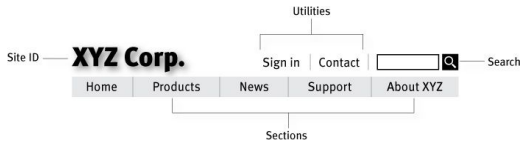 Utilities
Site ID
XYZ Corp.
Sign in
Contact
Search
Home
Products
News
Support
About XYZ
Sections